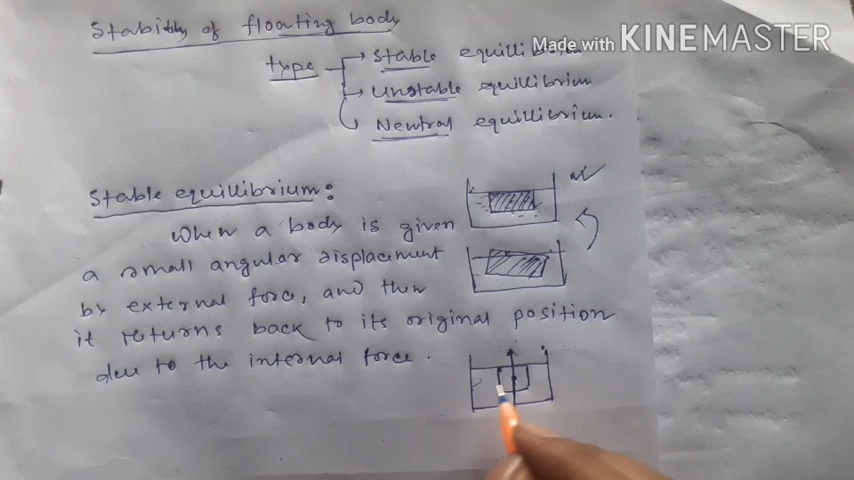 Stability of floating body
Made with KINEMASTER
type → Stable equillibrium
→ Unstable equillibrium
Neutral equillibrium.
Stable equillibrium:
When a body is given
a small angular displacement
by external force, and then
it returns back to its original position
due to the internal force.